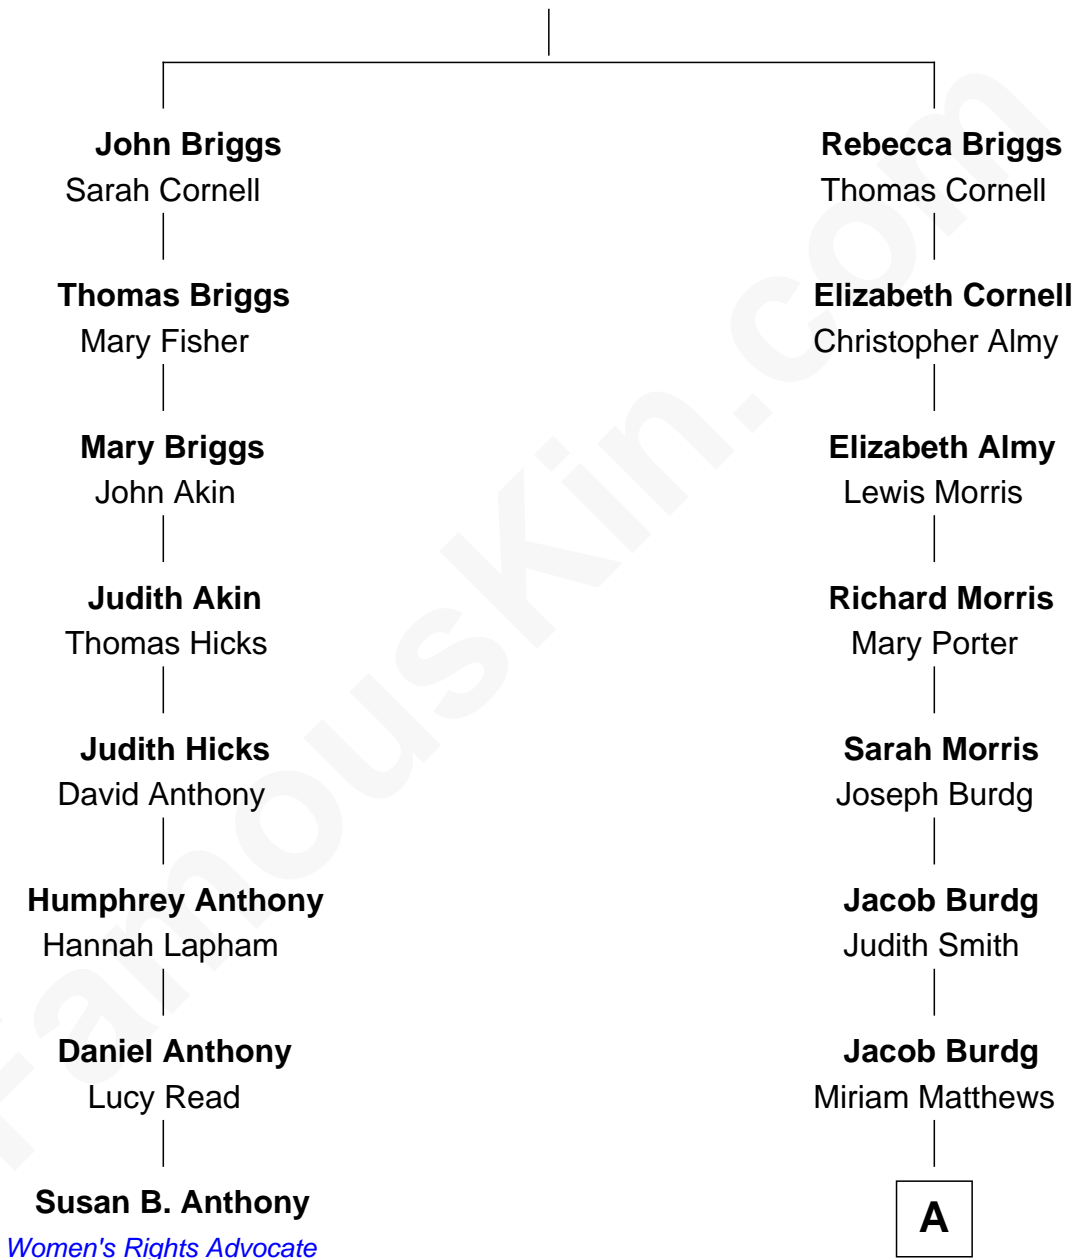 John Briggs
Sarah Cornell
Rebecca Briggs
Thomas Cornell
Thomas Briggs
Mary Fisher
Elizabeth Cornell
Christopher Almy
Mary Briggs
John Akin
Elizabeth Almy
Lewis Morris
Judith Akin
Thomas Hicks
Richard Morris
Mary Porter
Judith Hicks
David Anthony
Sarah Morris
Joseph Burdg
Humphrey Anthony
Hannah Lapham
Jacob Burdg
Judith Smith
Daniel Anthony
Lucy Read
Jacob Burdg
Miriam Matthews
Susan B. Anthony
Women's Rights Advocate
A
FamousKin.com